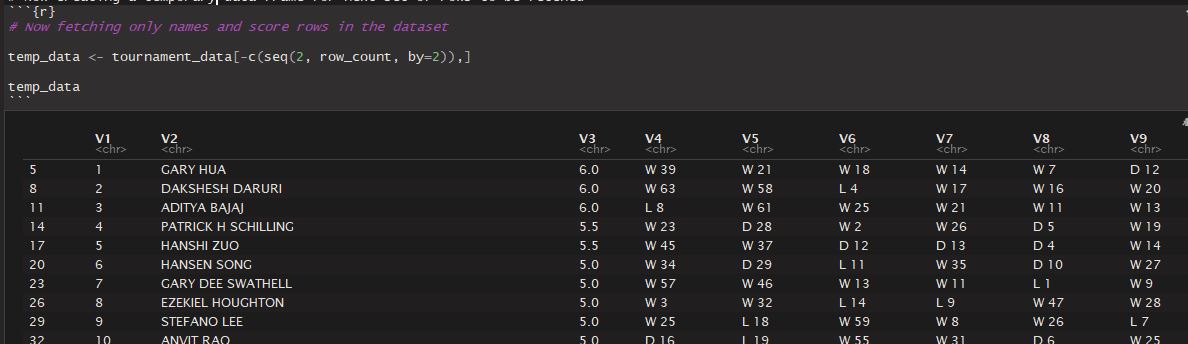 ```{r}
# Now fetching only names and score rows in the dataset
temp_data <- tournament_data[-c(seq(2, row_count, by=2)),]
temp_data
```
V1 V2 V3 V4 V5 V6 V7 V8 V9
<chr> <chr> <chr> <chr> <chr> <chr> <chr> <chr> <chr>
5 1 GARY HUA 6.0 W 39 W 21 W 18 W 14 W 7 D 12
8 2 DAKSHESH DARURI 6.0 W 63 W 58 L 4 W 17 W 16 W 20
11 3 ADITYA BAJAJ 6.0 L 8 W 61 W 25 W 21 W 11 W 13
14 4 PATRICK H SCHILLING 5.5 W 23 D 28 W 2 W 26 D 5 W 19
17 5 HANSHI ZUO 5.5 W 45 W 37 D 12 D 13 D 4 W 14
20 6 HANSEN SONG 5.0 W 34 D 29 L 11 W 35 D 10 W 27
23 7 GARY DEE SWATHELL 5.0 W 57 W 46 W 13 W 11 L 1 W 9
26 8 EZEKIEL HOUGHTON 5.0 W 3 W 32 L 14 L 9 W 47 W 28
29 9 STEFANO LEE 5.0 W 25 L 18 W 59 W 8 W 26 L 7
32 10 ANVIT RAO 5.0 D 16 L 19 W 55 W 31 D 6 W 25